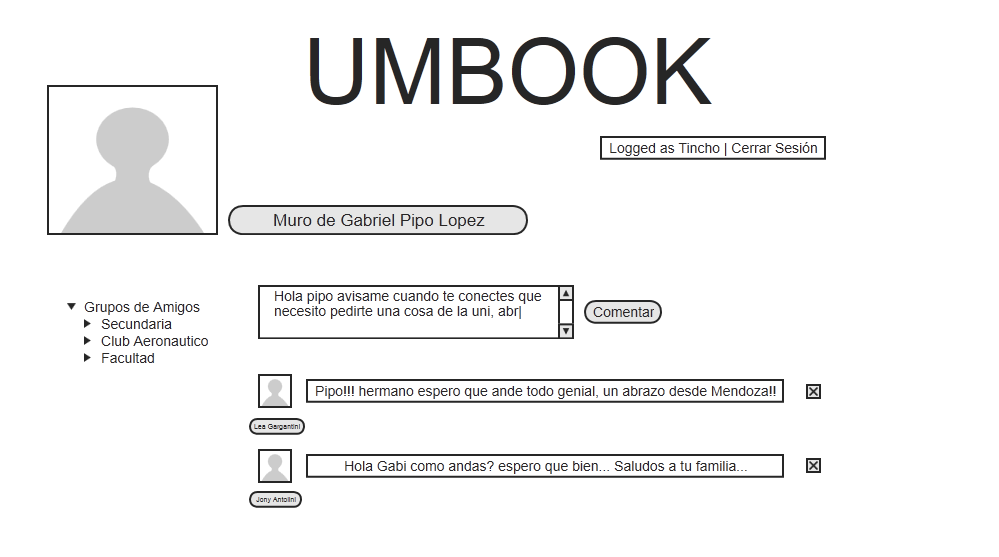 UMBOOK
Logged as Tincho | Cerrar Sesión
Muro de Gabriel Pipo Lopez
Grupos de Amigos
Secundaria
Club Aeronautico
Facultad
Hola pipo avisame cuando te conectes que
necesito pedirte una cosa de la uni, abr|
Comentar
Pipo!!! hermano espero que ande todo genial, un abrazo desde Mendoza!!
Lea Gargantini
Hola Gabi como andas? espero que bien... Saludos a tu familia...
Jony Antolini